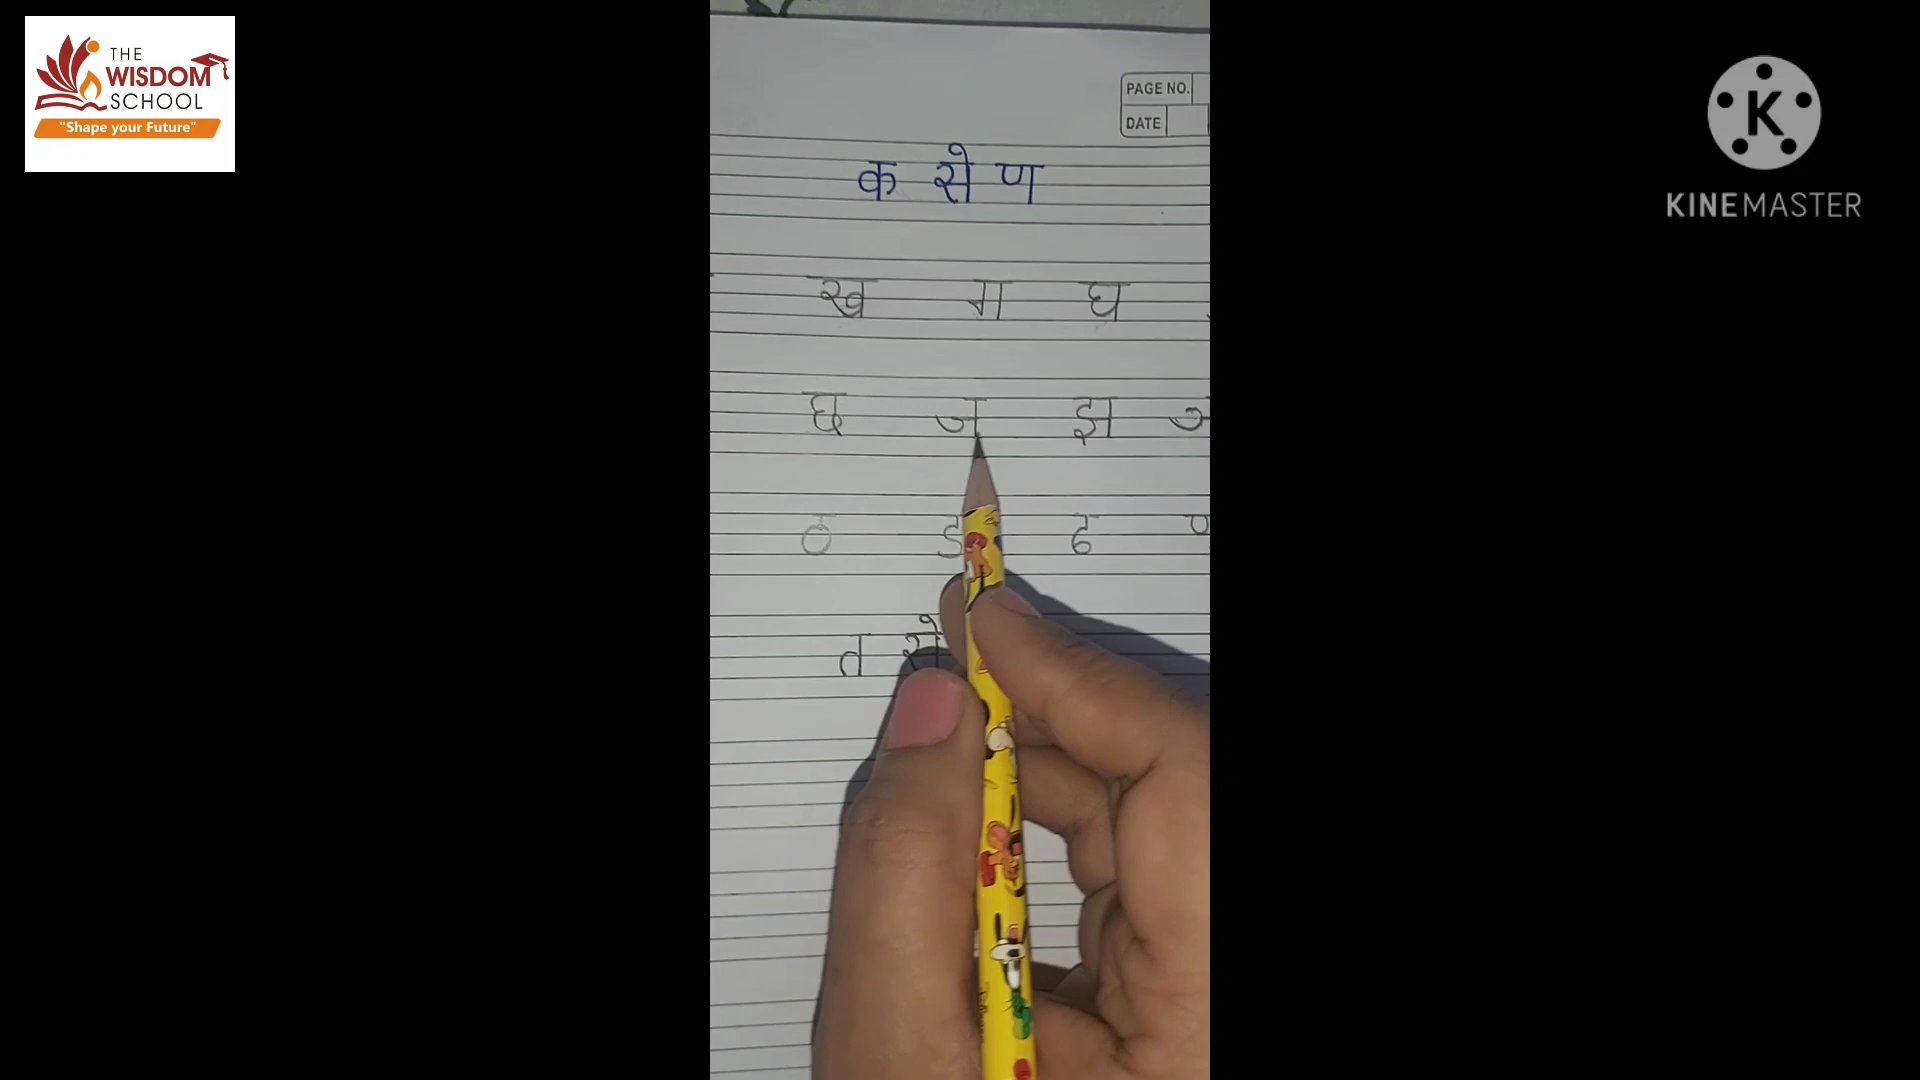 THE
WISDOM
SCHOOL
"Shape your Future"
K
KINEMASTER
PAGE NO.
DATE
क से ण
ख ग घ
छ ज झ
ठ ड ढ
त से